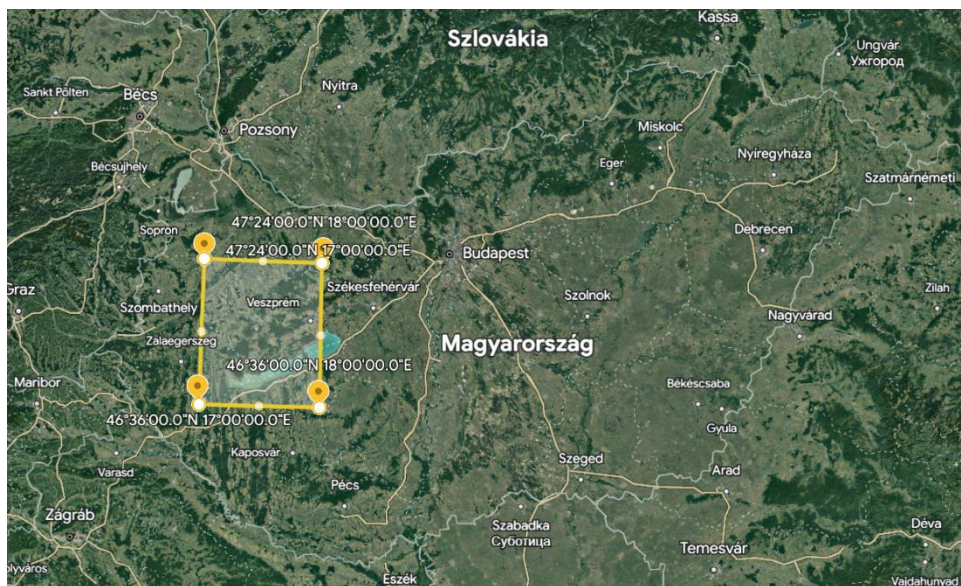 Kassa
Szlovákia
Ungvár
Ужгород
Nyitra
Sankt Pölten
Bécs
Pozsony
Miskolc
Nyíregyháza
Eger
Bécsújhely
Szatmárnémeti
47°24'00.0"N 18°00'00.0"E
Sopron
47°24'00.0"N 17°00'00.0"E
Debrecen
Budapest
Székesfehérvár
Szolnok
Zilah
Graz
Szombathely
Veszprém
Nagyvárad
Zalaegerszeg
Magyarország
46°36'00.0"N 18°00'00.0"E
Maribor
Békéscsaba
46°36'00.0"N 17°00'00.0"E
Gyula
Kaposvár
Szeged
Varasd
Arad
Pécs
Zágráb
Szabadka
Суботица
Déva
Temesvár
olyváros
Eszék
Vajdahunyad